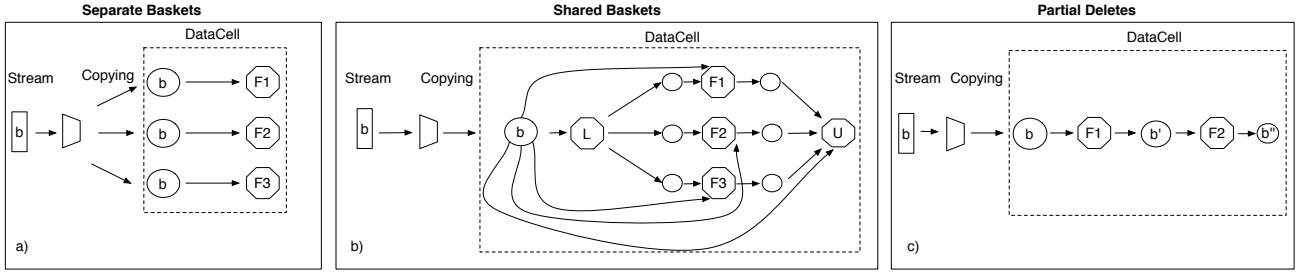 Separate Baskets
DataCell
Stream
Copying
b
b
F1
b
F2
b
F3
a)
Shared Baskets
DataCell
Stream
Copying
b
b
L
F1
F2
F3
U
b)
Partial Deletes
DataCell
Stream
Copying
b
b
F1
b'
F2
b"
c)